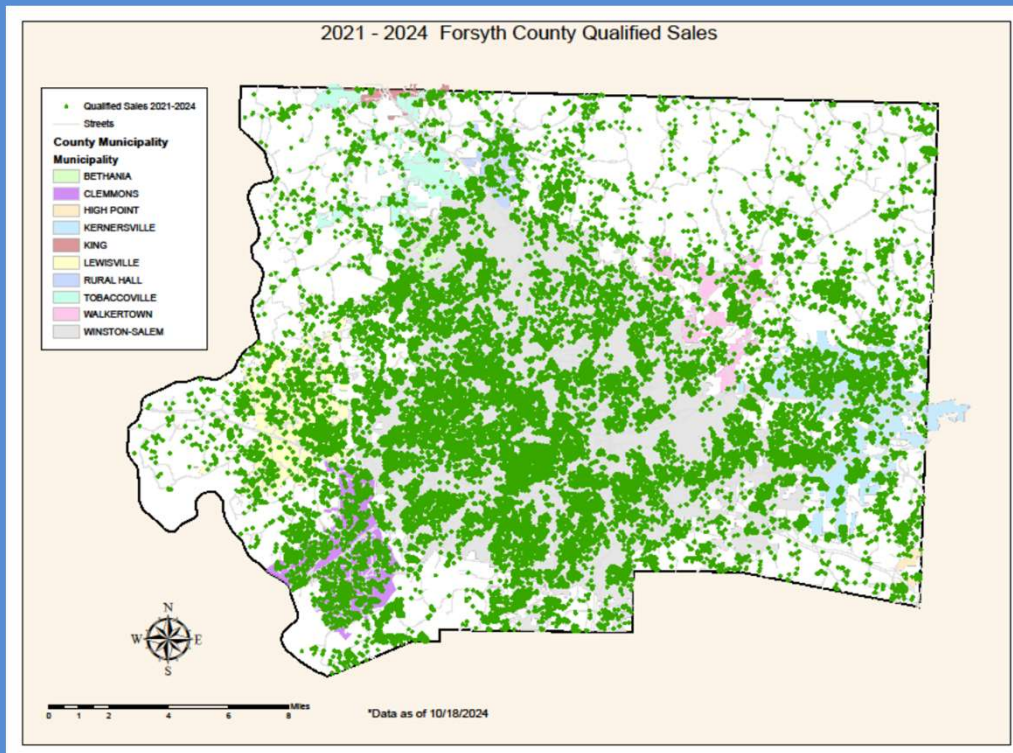 2021 - 2024 Forsyth County Qualified Sales
Qualified Sales 2021-2024
Streets
County Municipality
Municipality
BETHANIA
CLEMMONS
HIGH POINT
KERNERSVILLE
KING
LEWISVILLE
RURAL HALL
TOBACCOVILLE
WALKERTOWN
WINSTON-SALEM
N
W E
S
Miles
0 1 2 4 6 8
*Data as of 10/18/2024